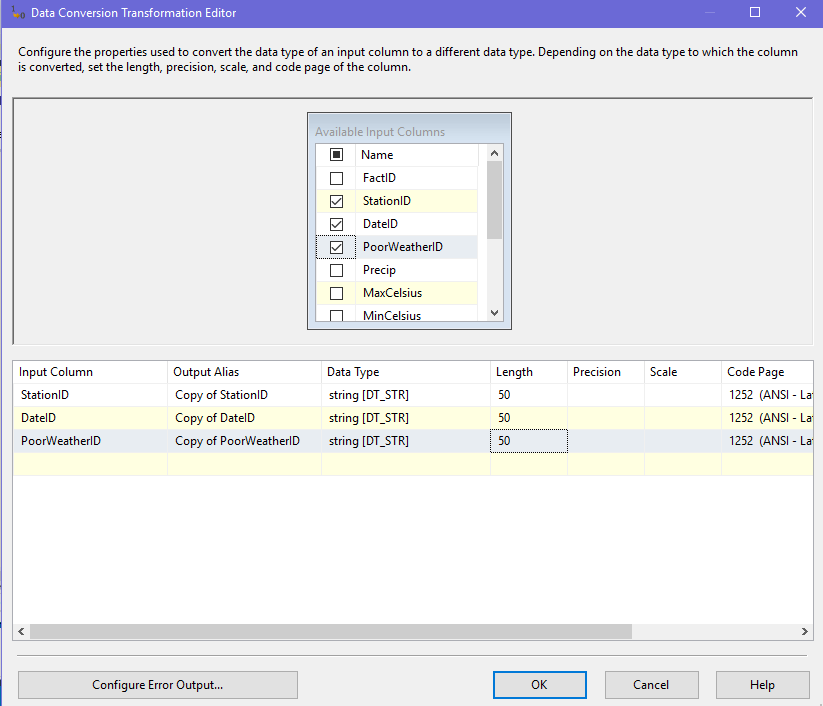 Data Conversion Transformation Editor
Configure the properties used to convert the data type of an input column to a different data type. Depending on the data type to which the column
is converted, set the length, precision, scale, and code page of the column.
Available Input Columns
Name
FactID
StationID
DateID
PoorWeatherID
Precip
MaxCelsius
MinCelsius
Input Column Output Alias Data Type Length Precision Scale Code Page
StationID Copy of StationID string [DT_STR] 50 1252 (ANSI - La
DateID Copy of DateID string [DT_STR] 50 1252 (ANSI - La
PoorWeatherID Copy of PoorWeatherID string [DT_STR] 50 1252 (ANSI - La
Configure Error Output... OK Cancel Help